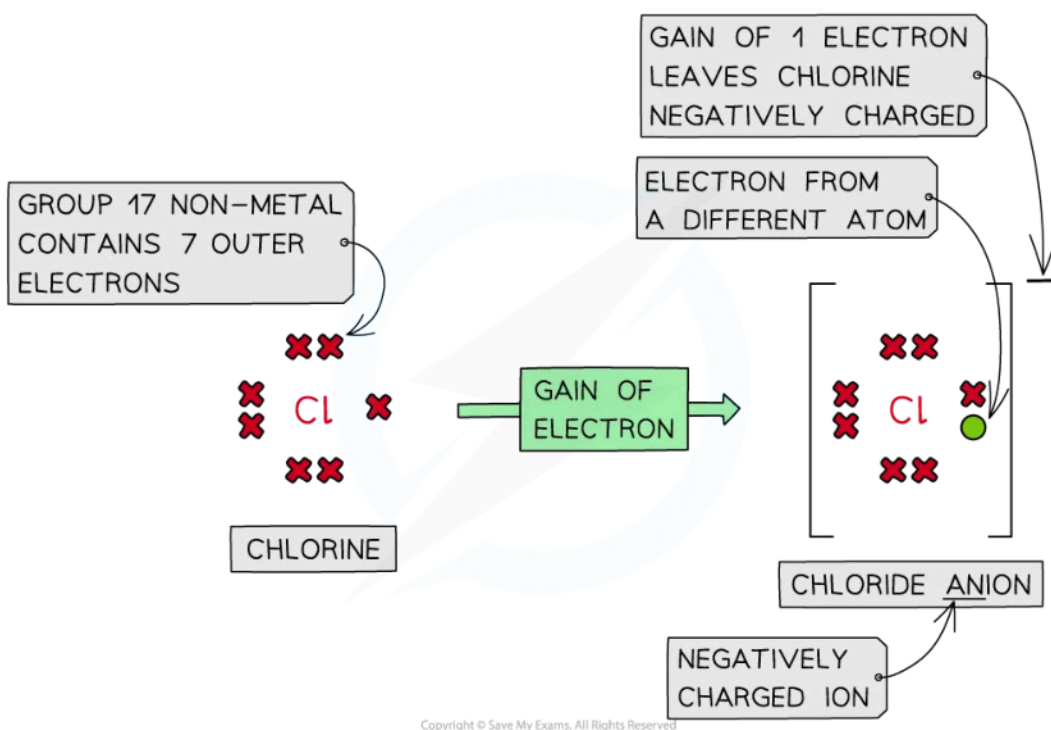 GAIN OF 1 ELECTRON
LEAVES CHLORINE
NEGATIVELY CHARGED
ELECTRON FROM
A DIFFERENT ATOM
GROUP 17 NON-METAL
CONTAINS 7 OUTER
ELECTRONS
Cl
GAIN OF
ELECTRON
Cl
CHLORINE
CHLORIDE ANION
NEGATIVELY
CHARGED ION
Copyright © Save My Exams. All Rights Reserved